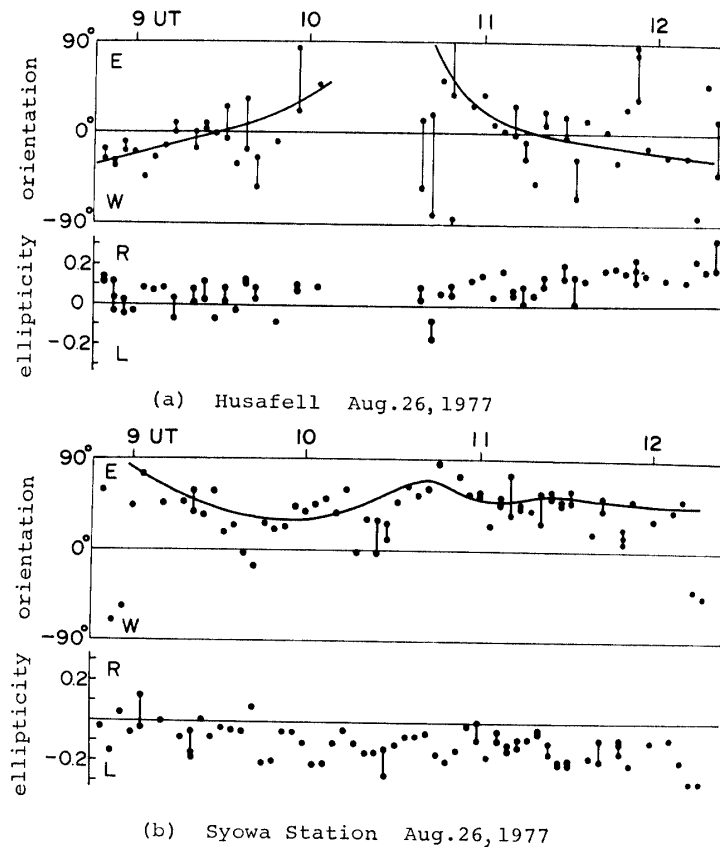 9 UT 10 11 12
90°
E
orientation
0°
W
-90°
R
ellipticity
0.2
0
-0.2
L
(a) Husafell Aug.26,1977
9 UT 10 11 12
90°
E
orientation
0°
W
-90°
R
ellipticity
0.2
-0.2
L
(b) Syowa Station Aug.26,1977